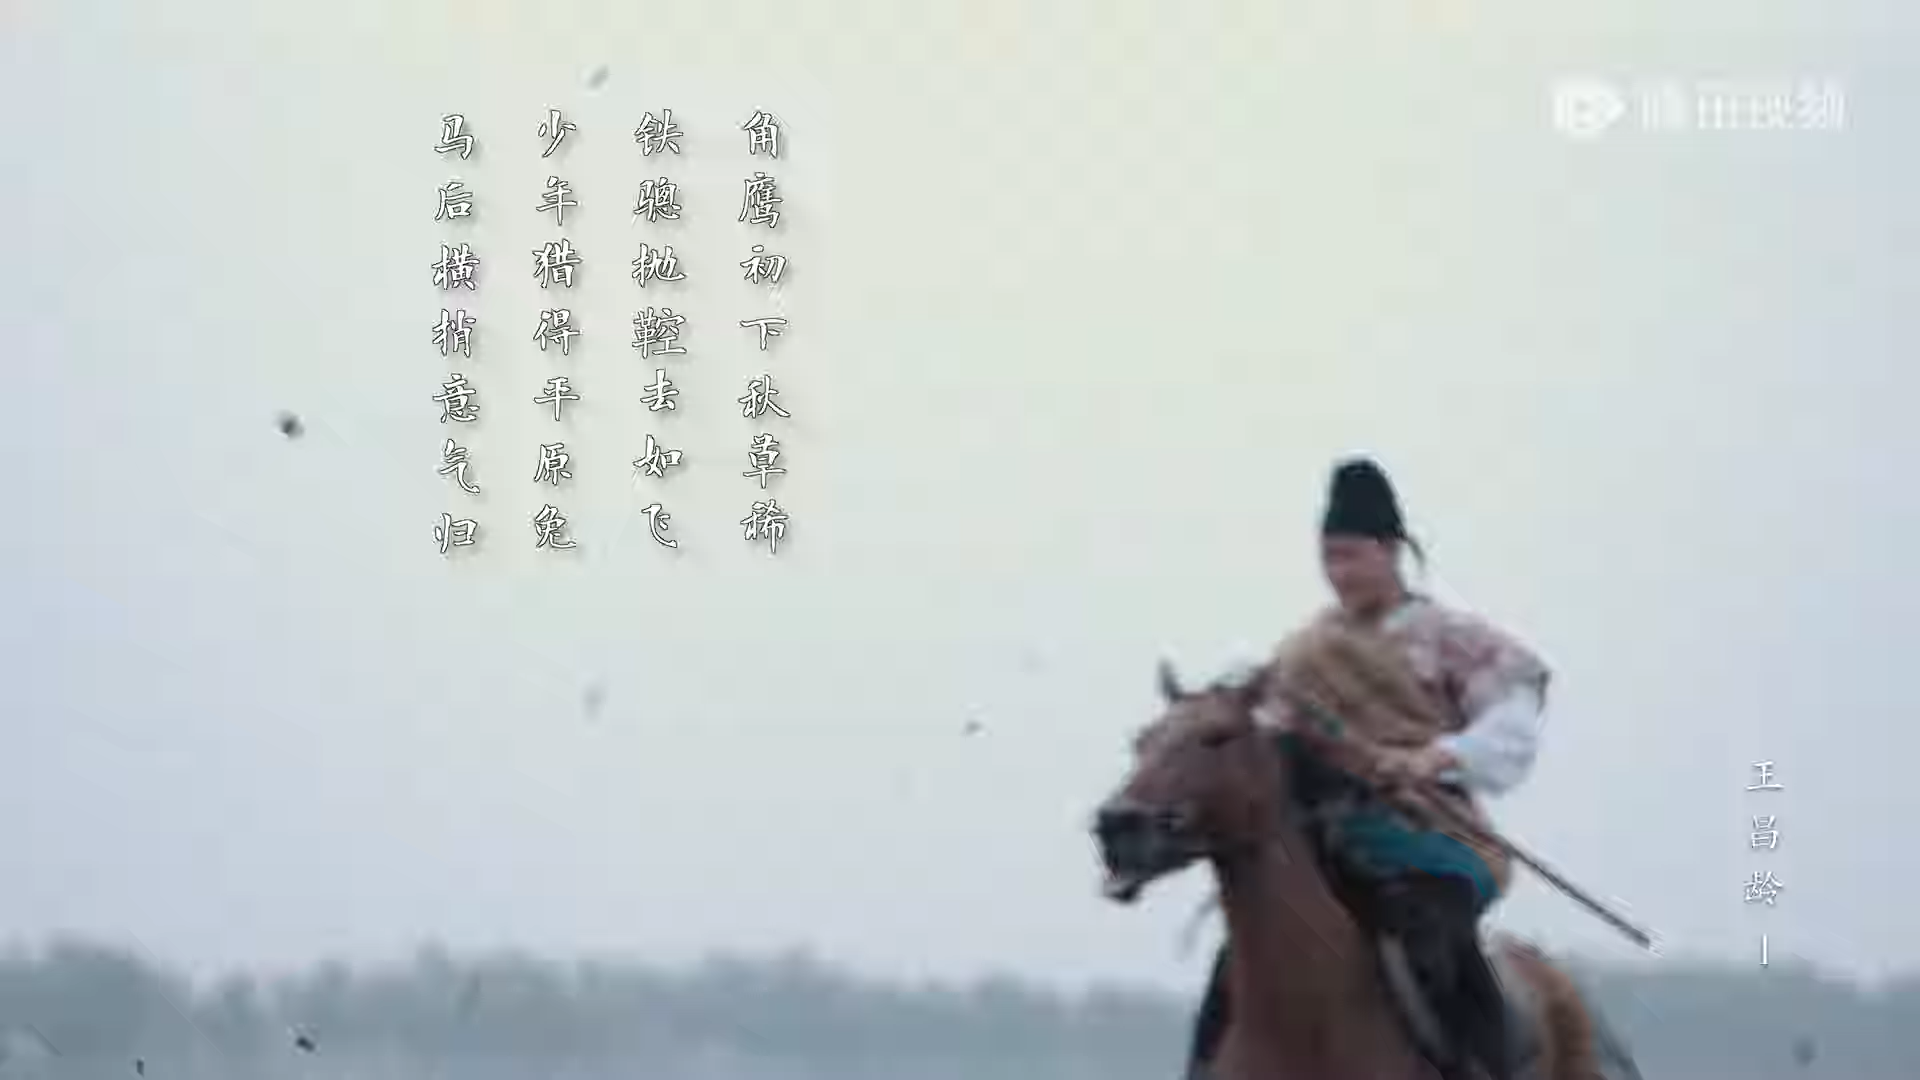 角鹰初下秋草稀
铁骢抛鞚去如飞
少年猎得平原兔
马后横捎意气归
王昌龄